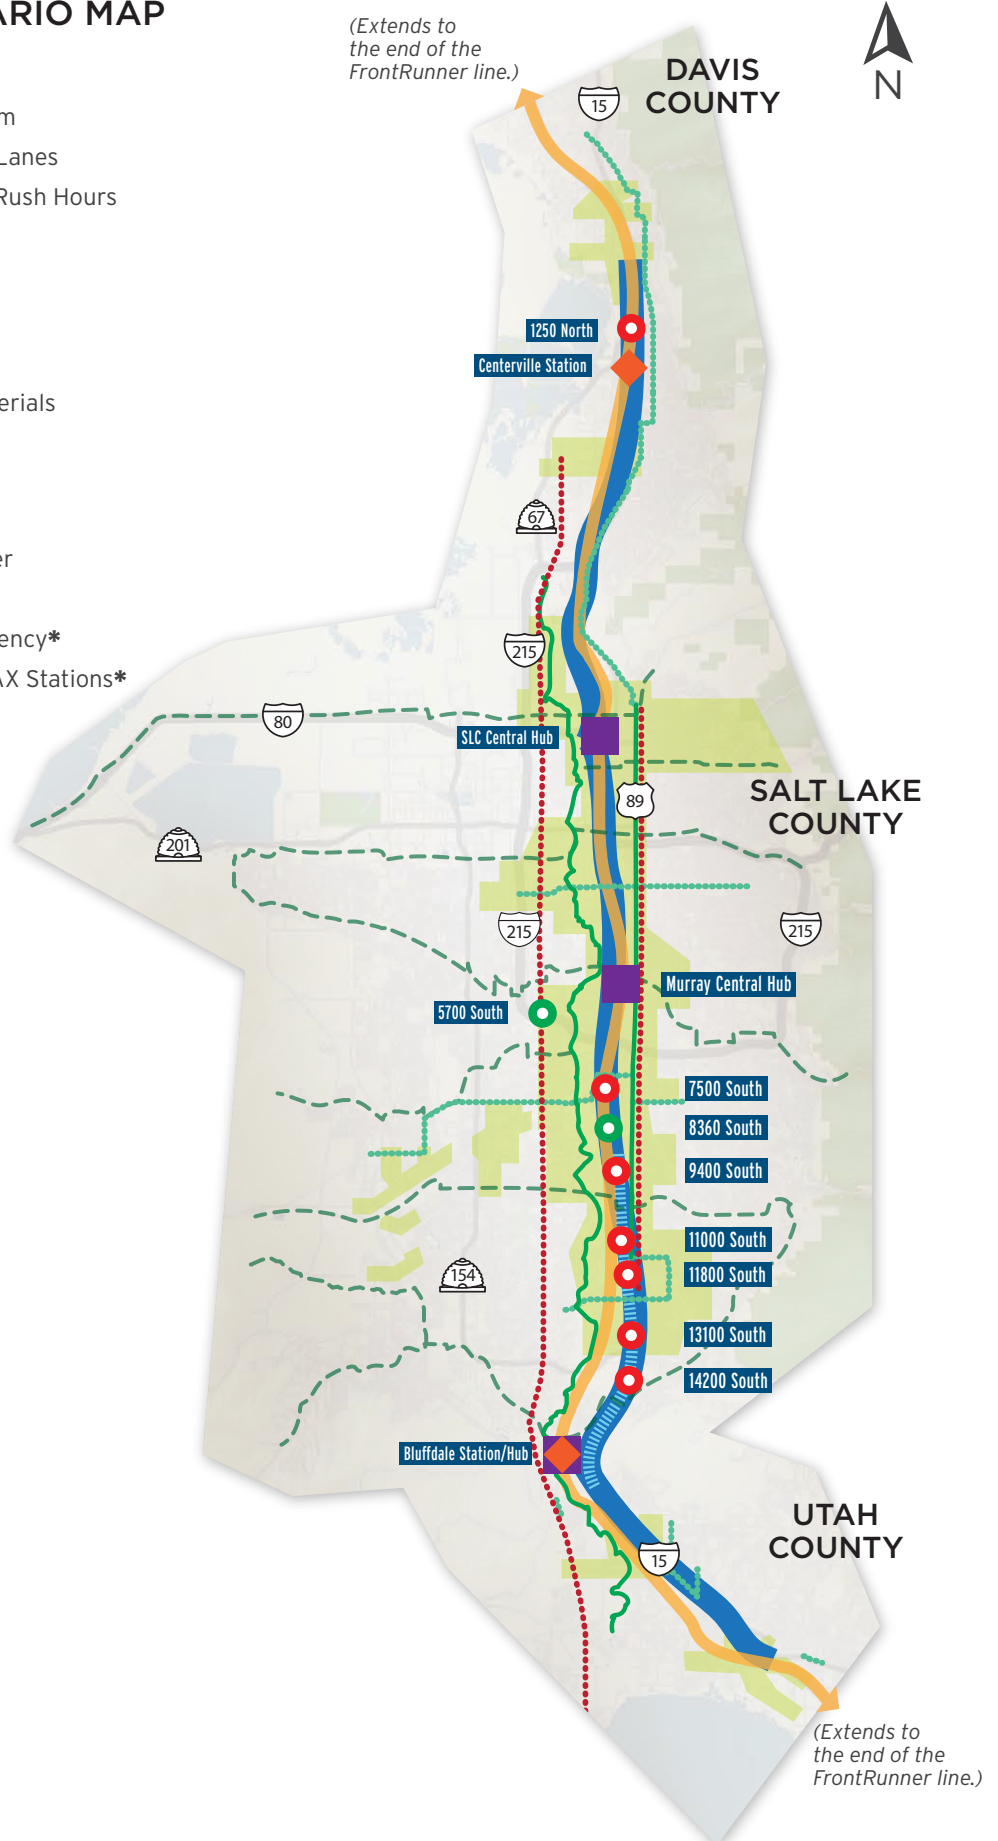 ARIO MAP
(Extends to
the end of the
FrontRunner line.)
N
DAVIS
COUNTY
15
m
Lanes
Rush Hours
1250 North
Centerville Station
erials
67
er
ency*
215
AX Stations*
80
SLC Central Hub
89
SALT LAKE
COUNTY
201
215
215
Murray Central Hub
5700 South
7500 South
8360 South
9400 South
11000 South
11800 South
154
13100 South
14200 South
Bluffdale Station/Hub
UTAH
COUNTY
15
(Extends to
the end of the
FrontRunner line.)